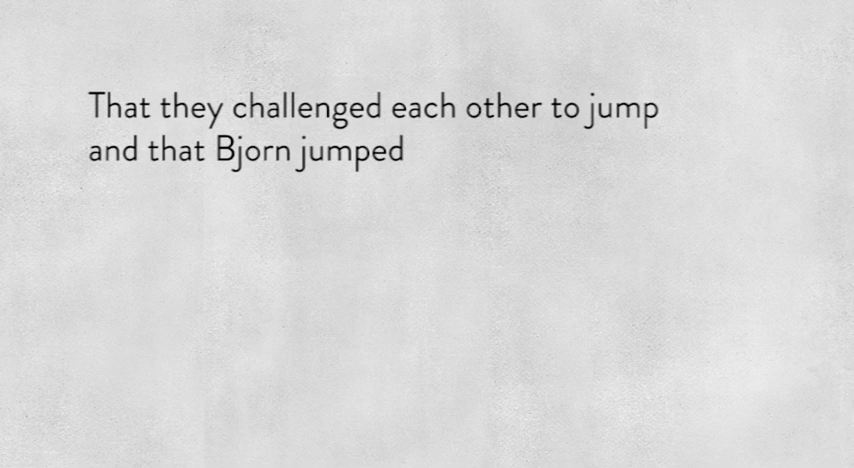 That they challenged each other to jump
and that Bjorn jumped